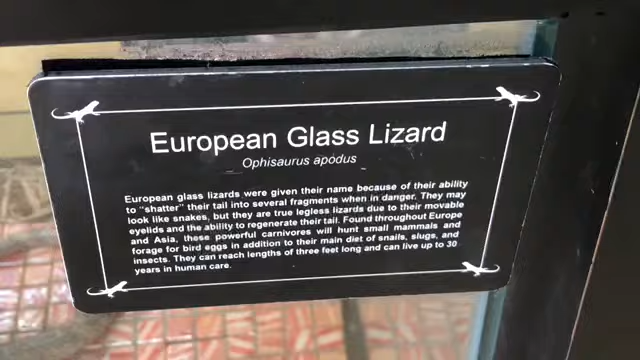 European Glass Lizard
Ophisaurus apodus
European glass lizards were given their name because of their ability
to "shatter" their tail into several fragments when in danger. They may
look like snakes, but they are true legless lizards due to their movable
eyelids and the ability to regenerate their tail. Found throughout Europe
and Asia, these powerful carnivores will hunt small mammals and
forage for bird eggs in addition to their main diet of snails, slugs, and
insects. They can reach lengths of three feet long and can live up to 30
years in human care.